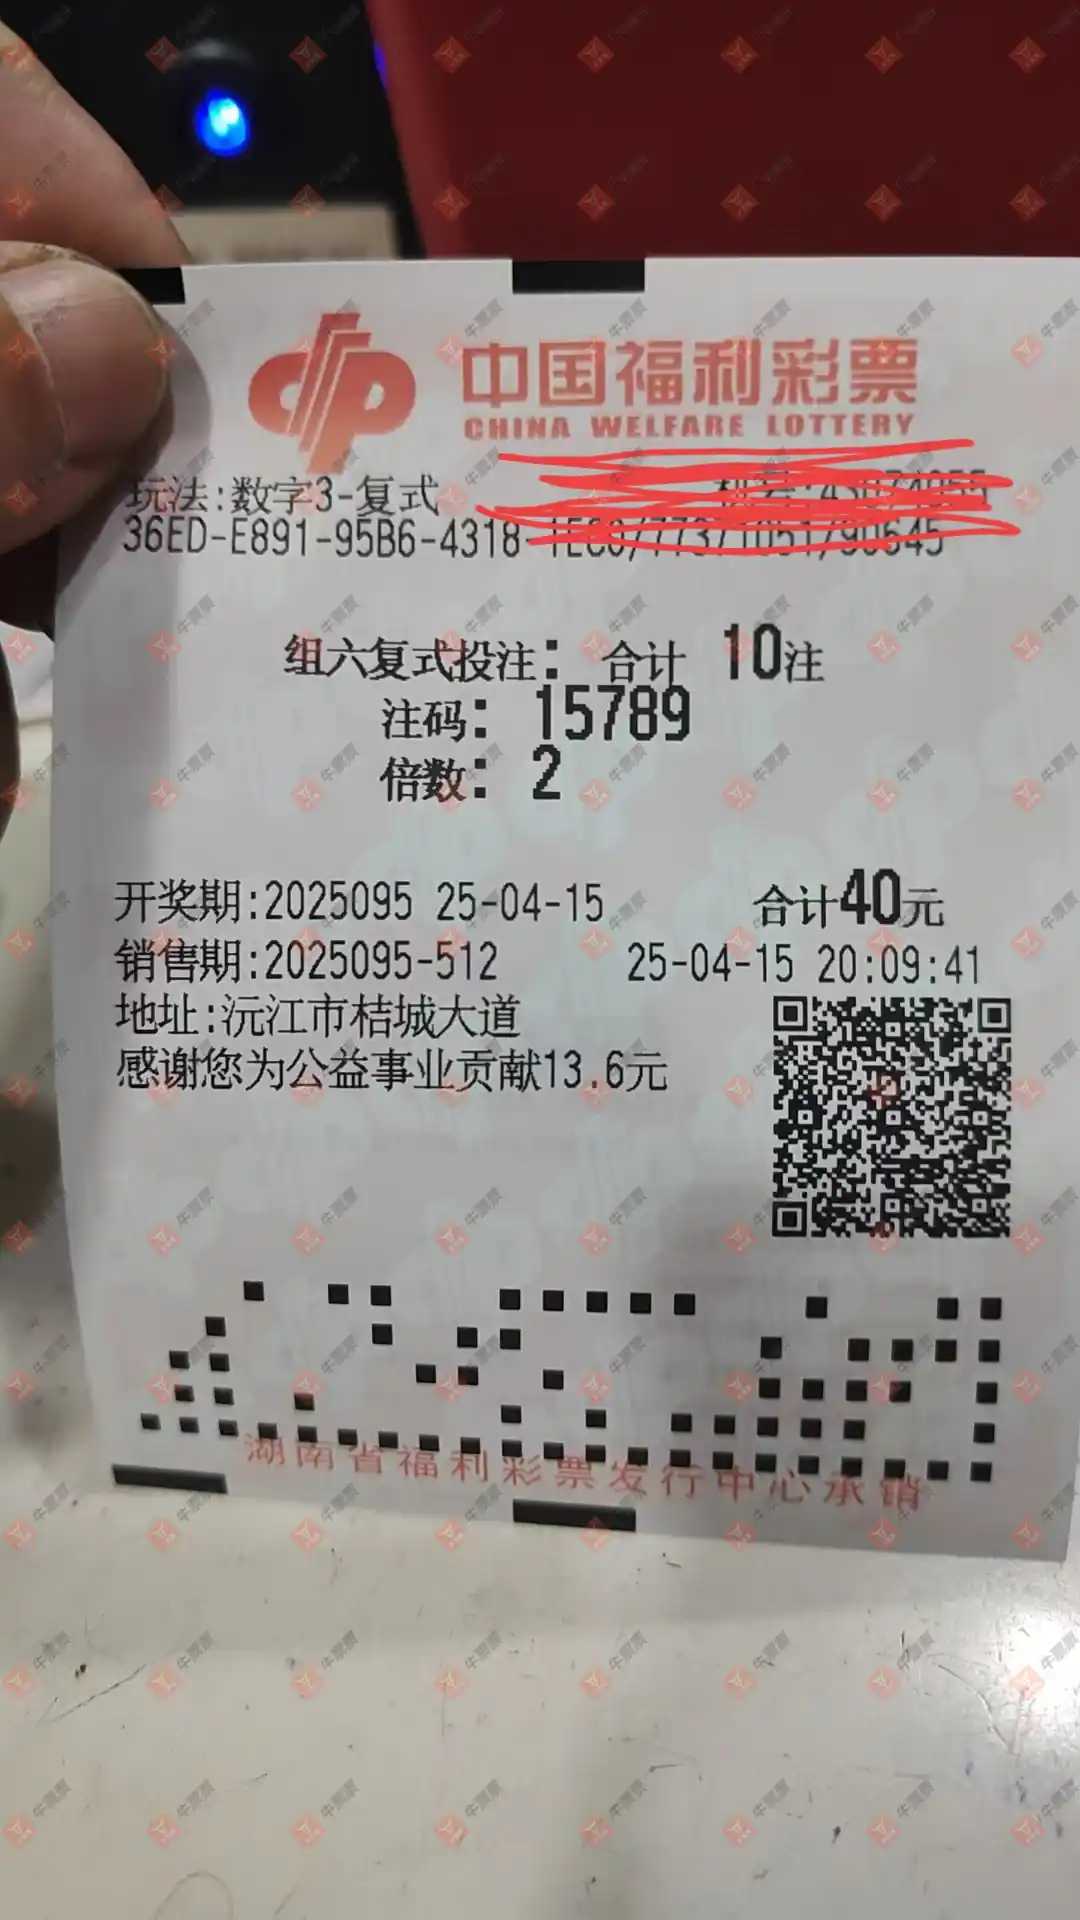 中国福利彩票
CHINA WELFARE LOTTERY
玩法:数字3-复式
36ED-E891-95B6-4318-
组六复式投注: 合计 10注
注码: 15789
倍数: 2
开奖期:2025095 25-04-15 合计40元
销售期:2025095-512 25-04-15 20:09:41
地址:沅江市桔城大道
感谢您为公益事业贡献13.6元
湖南省福利彩票发行中心承销
牛票票